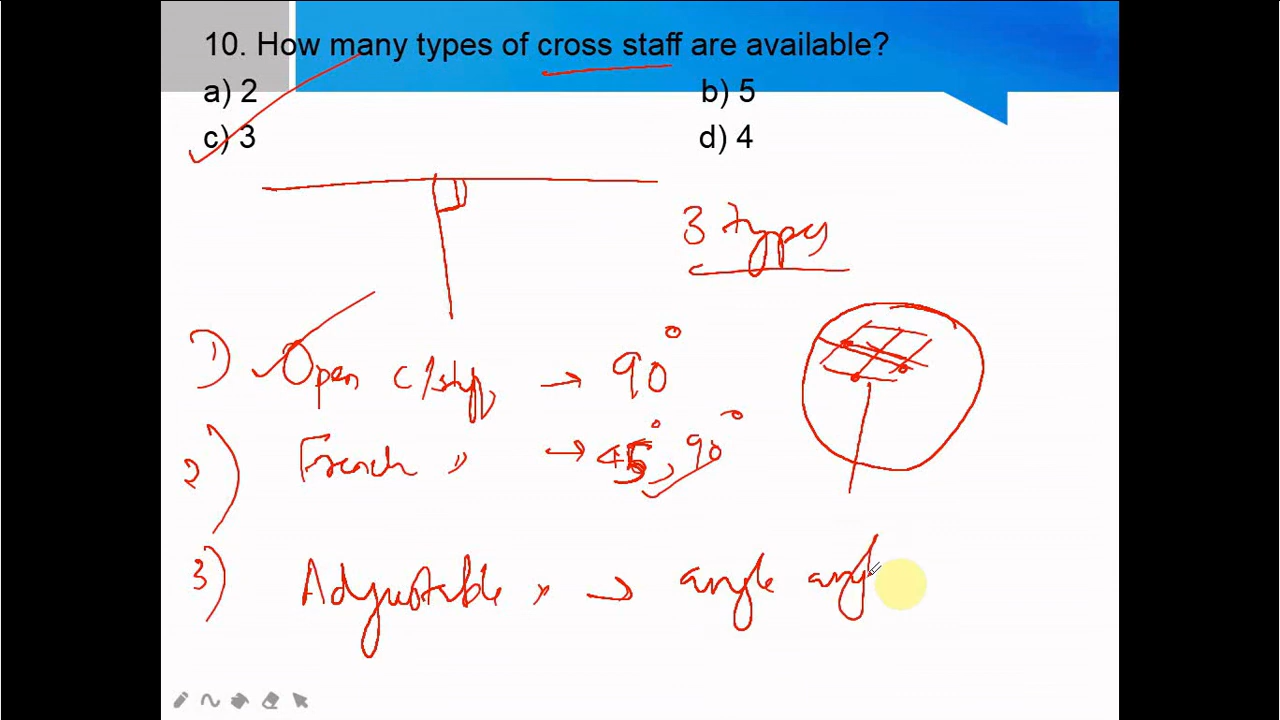 10. How many types of cross staff are available?
a) 2 b) 5
c) 3 d) 4
3 types
1) Open c/staff → 90°
2) French " → 45°, 90°
3) Adjustable " → angle angl